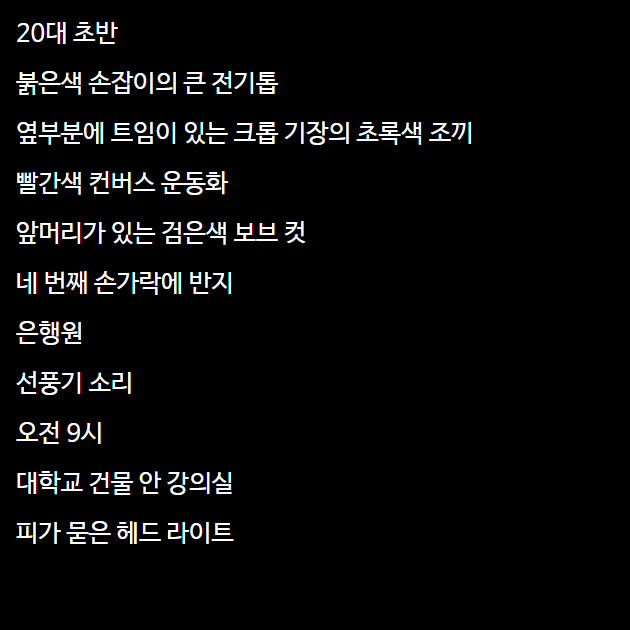 20대 초반
붉은색 손잡이의 큰 전기톱
옆부분에 트임이 있는 크롭 기장의 초록색 조끼
빨간색 컨버스 운동화
앞머리가 있는 검은색 보브 컷
네 번째 손가락에 반지
은행원
선풍기 소리
오전 9시
대학교 건물 안 강의실
피가 묻은 헤드 라이트